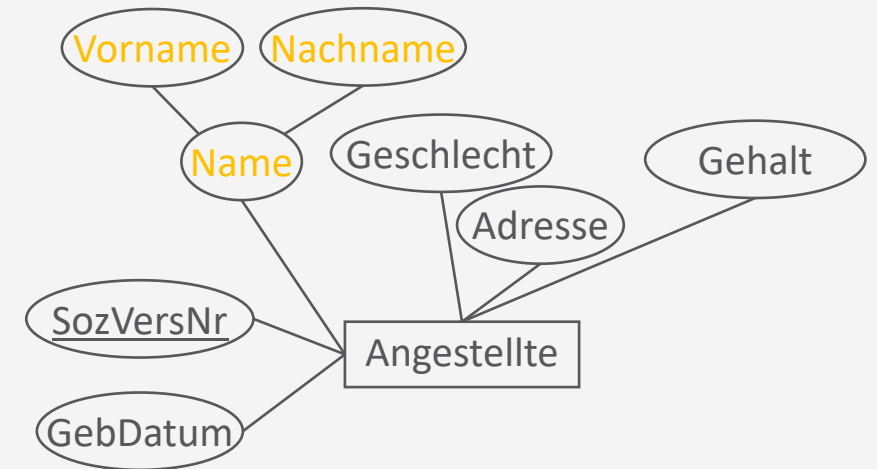 Vorname
Nachname
Name
Geschlecht
Gehalt
Adresse
SozVersNr
Angestellte
GebDatum